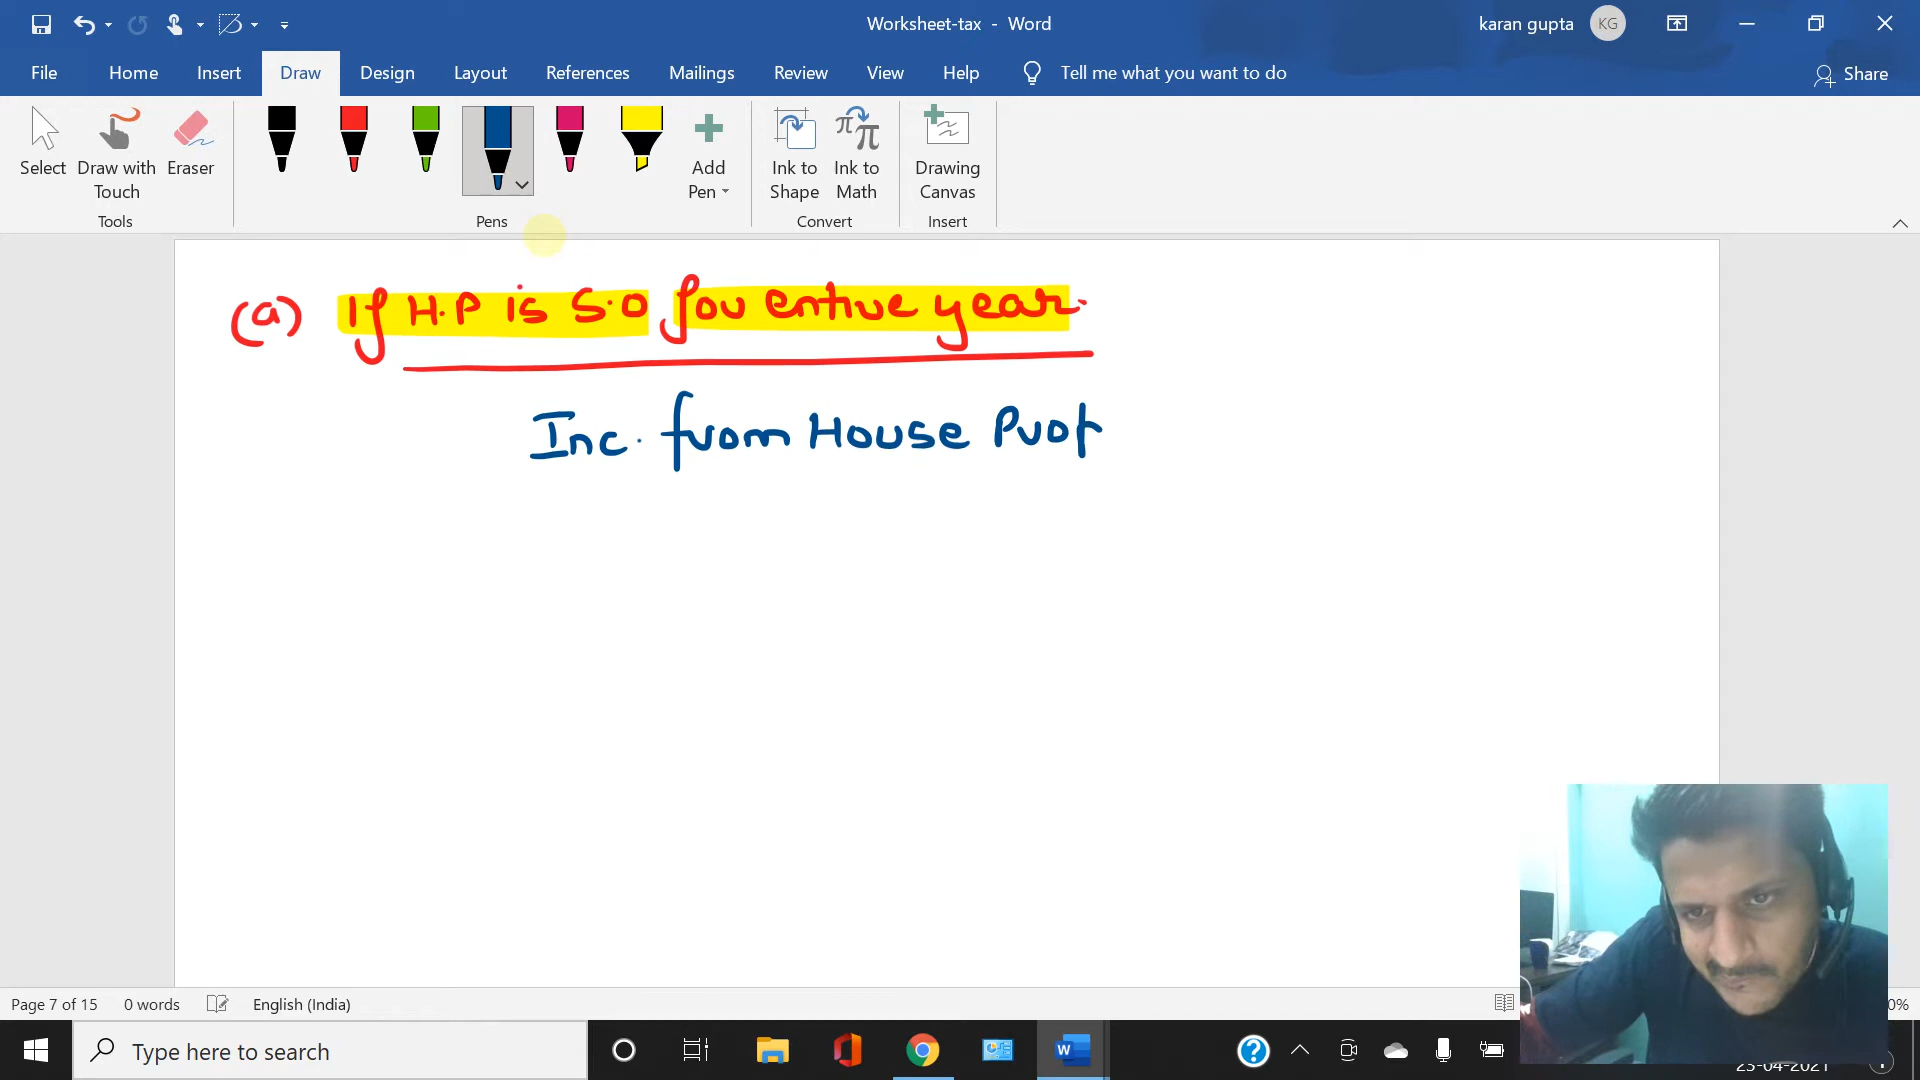 Worksheet-tax - Word
karan gupta KG
File Home Insert Draw Design Layout References Mailings Review View Help Tell me what you want to do Share
Select Draw with Touch Eraser Add Pen Ink to Shape Ink to Math Drawing Canvas
Tools Pens Convert Insert
(a) If H.P is S.O for entire year.
Inc. from House Prop
Page 7 of 15 0 words English (India)
Type here to search